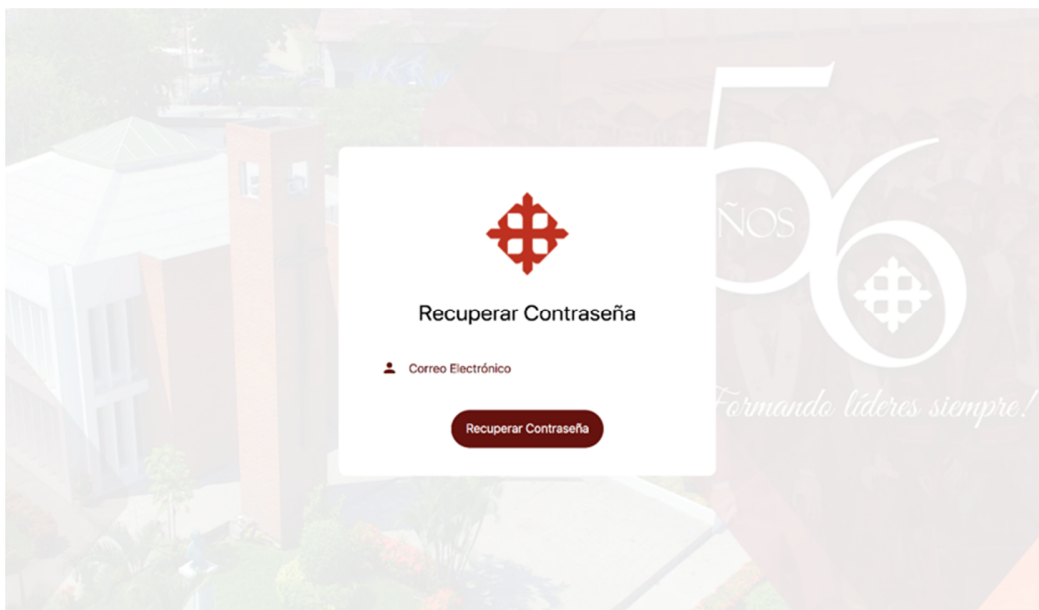 56
ÑOS
Recuperar Contraseña
Correo Electrónico
Recuperar Contraseña
Formando líderes siempre!